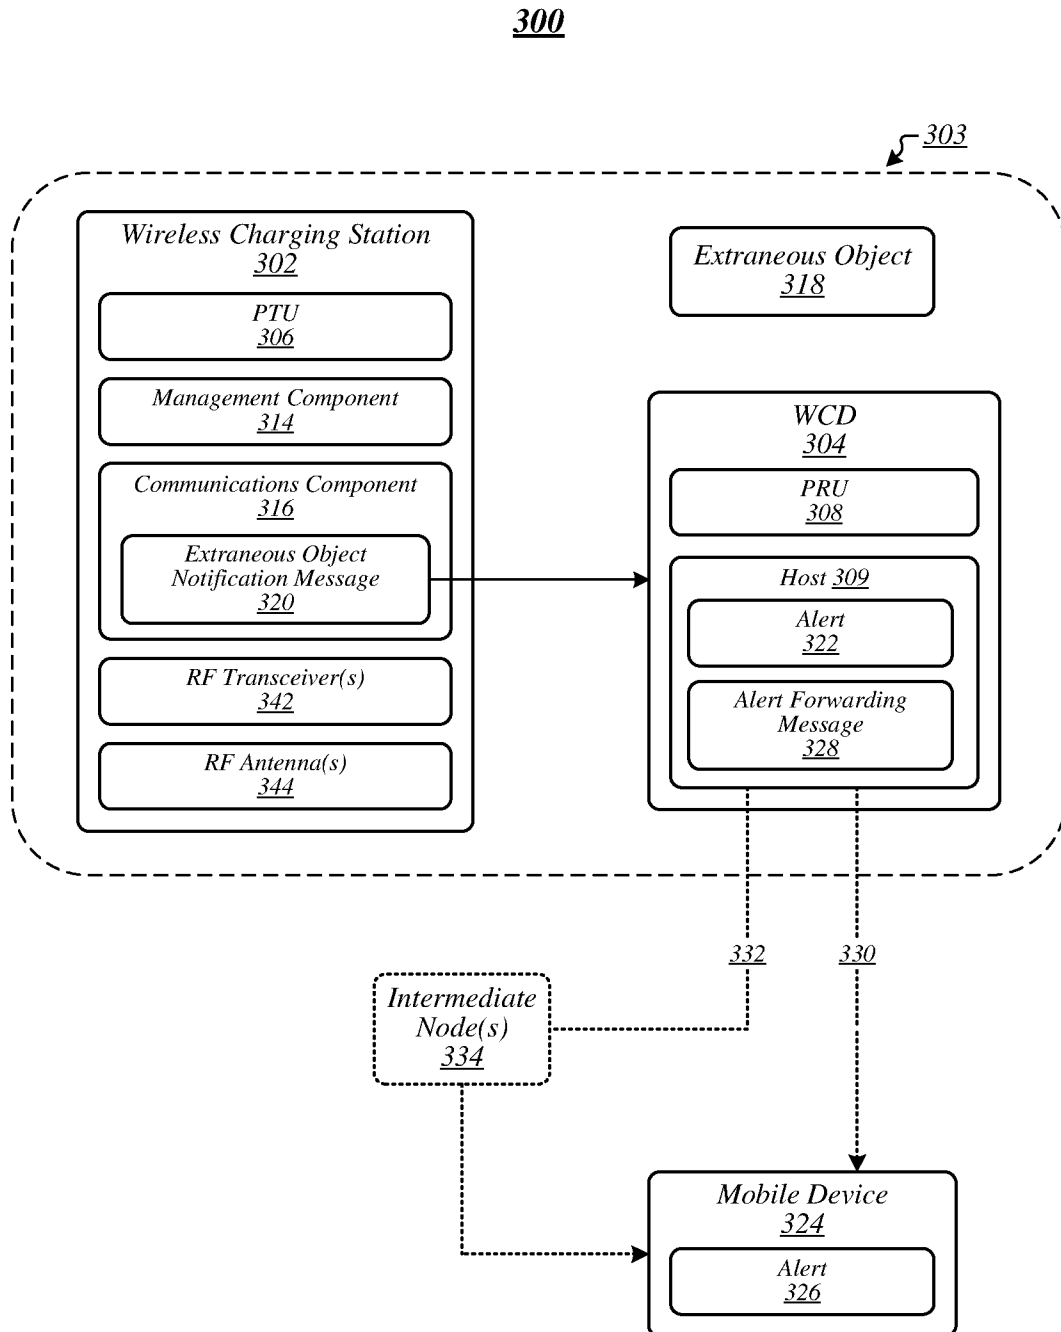 300
303
Wireless Charging Station
302
PTU
306
Management Component
314
Communications Component
316
Extraneous Object
Notification Message
320
RF Transceiver(s)
342
RF Antenna(s)
344
Extraneous Object
318
WCD
304
PRU
308
Host 309
Alert
322
Alert Forwarding
Message
328
332
330
Intermediate
Node(s)
334
Mobile Device
324
Alert
326